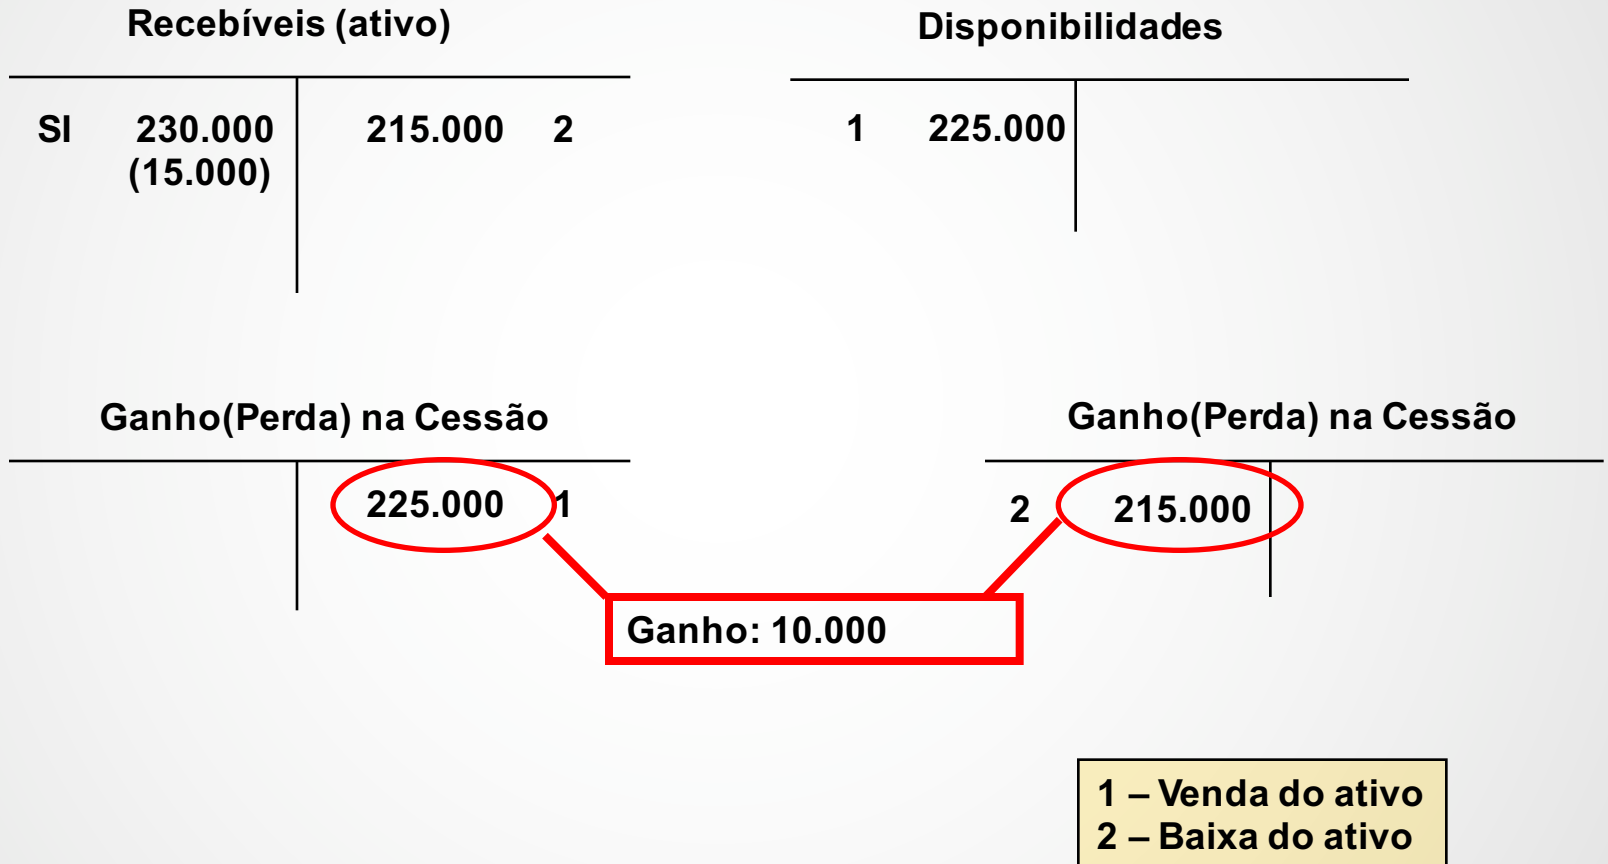 Recebíveis (ativo)
Disponibilidades
SI 230.000 215.000 2
(15.000)
1 225.000
Ganho(Perda) na Cessão
Ganho(Perda) na Cessão
225.000 1
2 215.000
Ganho: 10.000
1 – Venda do ativo
2 – Baixa do ativo